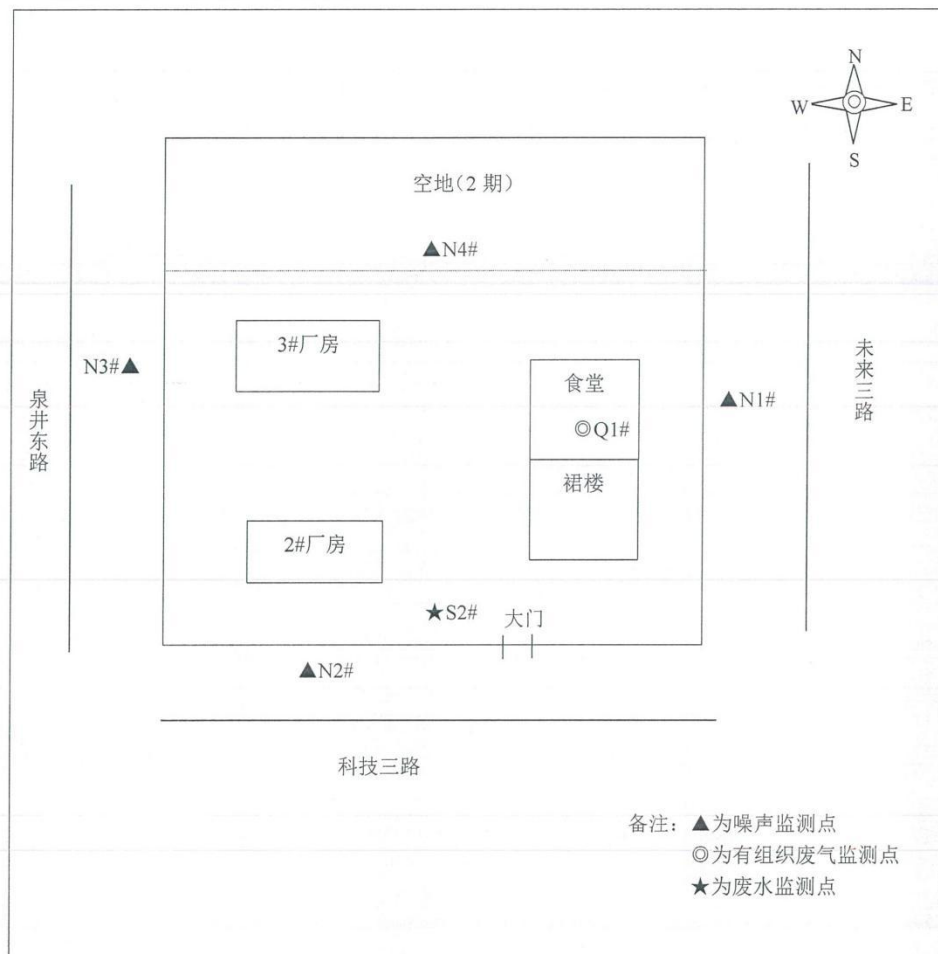 N
W E
S
空地(2 期)
▲N4#
3#厂房
N3#▲
食堂
◎Q1#
▲N1#
未来三路
泉井东路
裙楼
2#厂房
★S2#
大门
▲N2#
科技三路
备注: ▲为噪声监测点
◎为有组织废气监测点
★为废水监测点